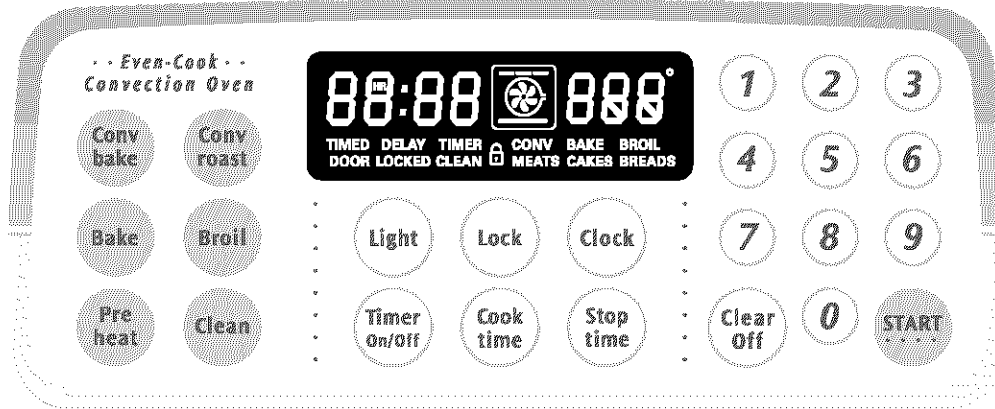 · · Even-Cook · ·
Convection Oven
Conv
bake
Conv
roast
Bake
Broil
Pre
heat
Clean
88:88
HR
888°
TIMED DELAY TIMER CONV BAKE BROIL
DOOR LOCKED CLEAN MEATS CAKES BREADS
Light
Lock
Clock
Timer
On/Off
Cook
time
Stop
time
1
2
3
4
5
6
7
8
9
Clear
Off
0
START